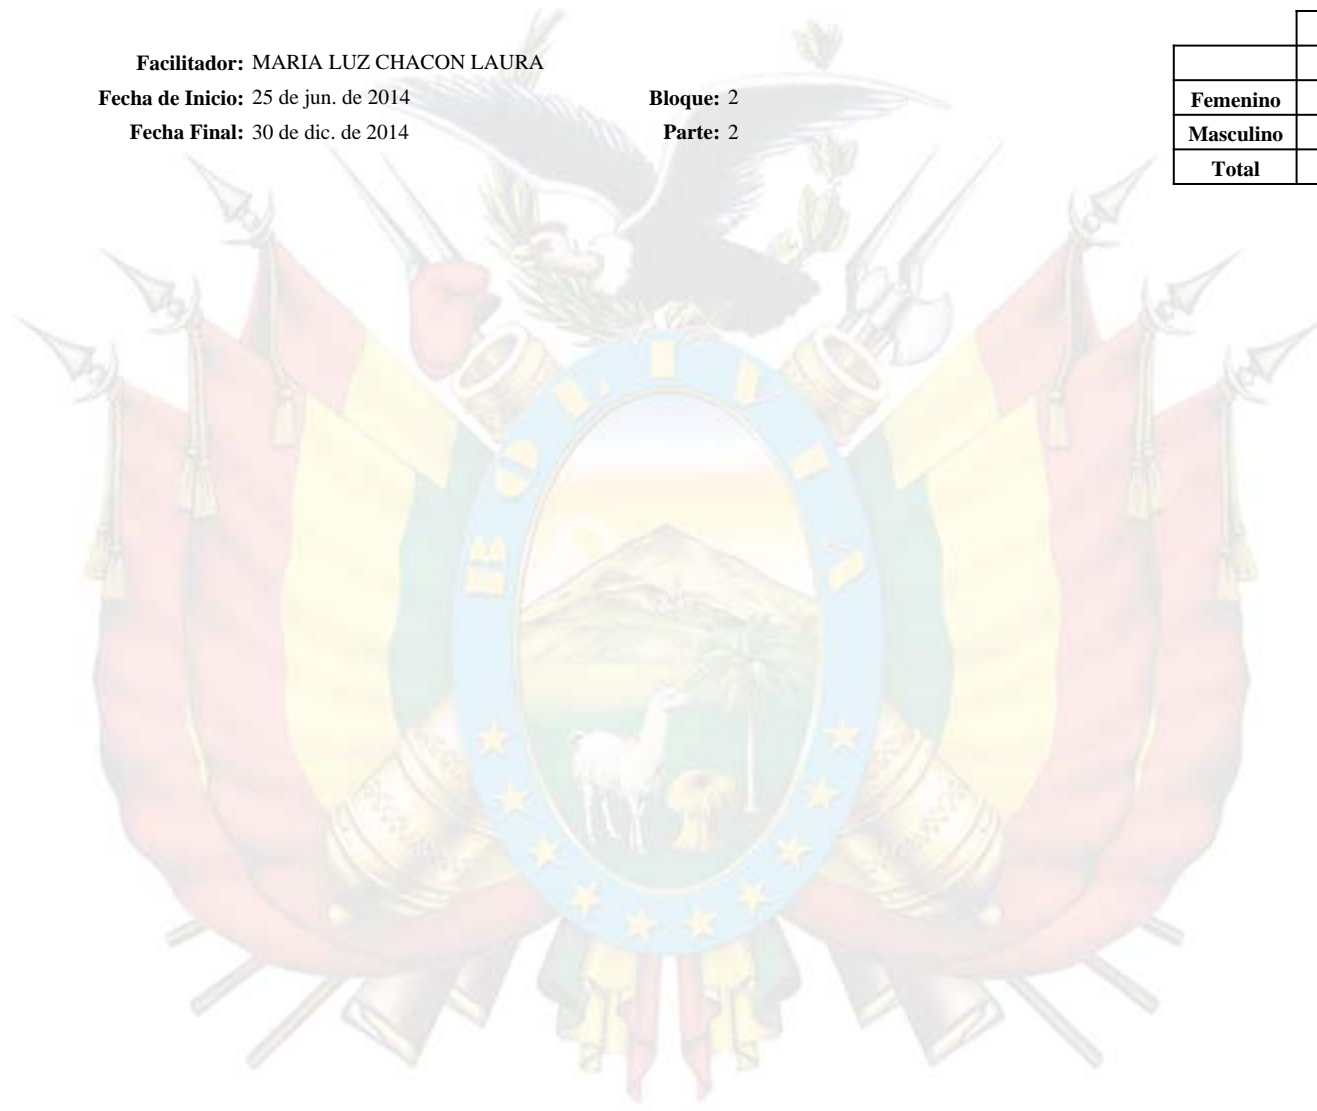 Facilitador: MARIA LUZ CHACON LAURA
Fecha de Inicio: 25 de jun. de 2014 Bloque: 2
Fecha Final: 30 de dic. de 2014 Parte: 2
Femenino
Masculino
Total
BOLIVIA